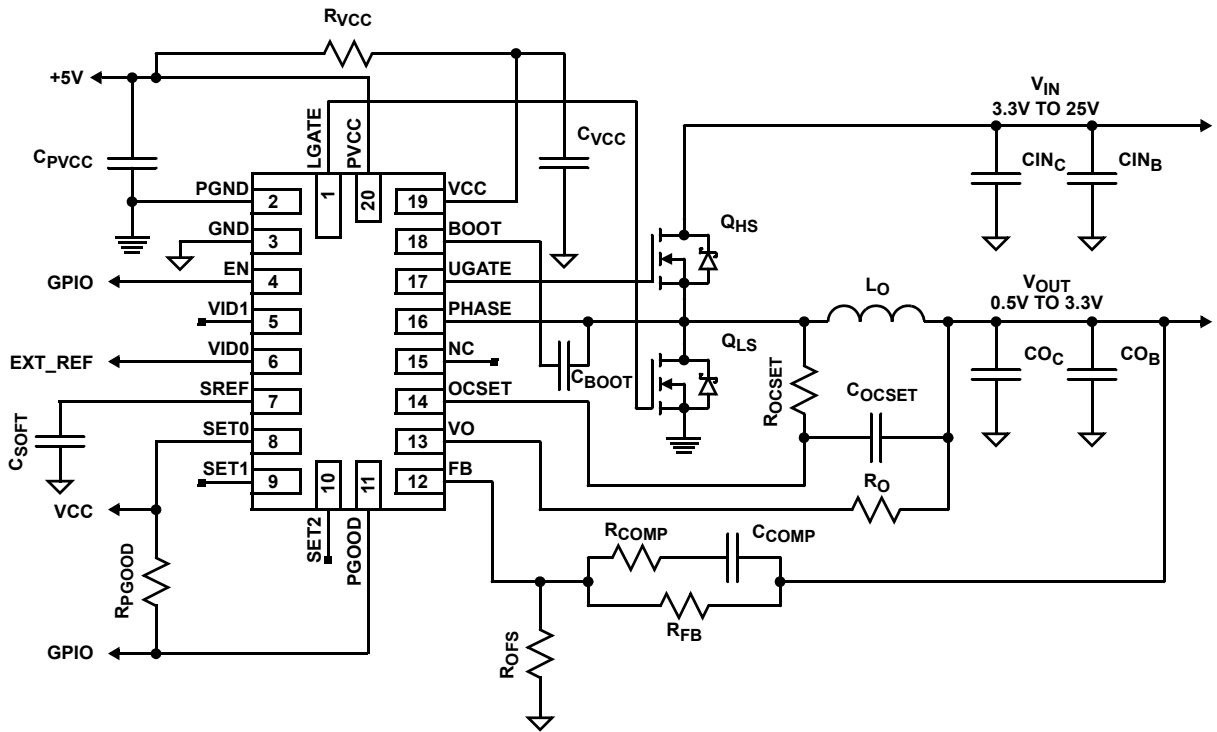 RVCC
+5V
CPVCC
LGATE
PVCC
CVCC
VIN
3.3V TO 25V
CINC
CINB
PGND
2
1
20
19
VCC
GND
3
18
BOOT
QHS
GPIO
EN
4
17
UGATE
VID1
5
16
PHASE
LO
VOUT
0.5V TO 3.3V
EXT_REF
VID0
6
15
NC
QLS
CBOOT
COC
COB
SREF
7
14
OCSET
ROCSET
COCSET
CSOFT
SET0
8
13
VO
SET1
9
10
11
12
FB
RO
VCC
SET2
PGOOD
RCOMP
CCOMP
RPGOOD
RFB
GPIO
ROFS